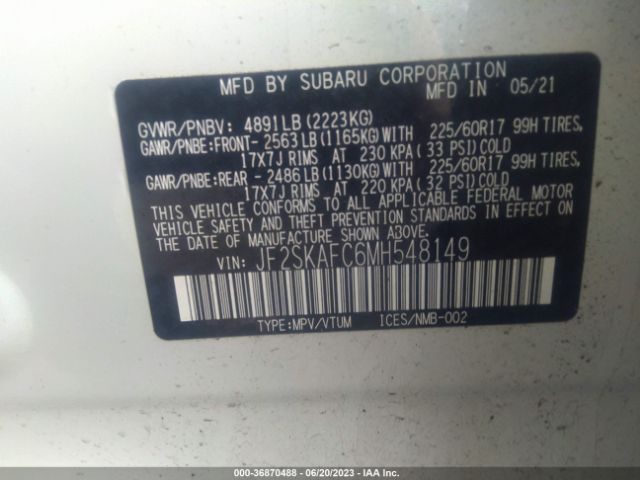 MFD BY SUBARU CORPORATION
MFD IN 05/21
GVWR/PNBV: 4891LB(2223KG)
GAWR/PNBE:FRONT- 2563LB(1165KG)WITH 225/60R17 99H TIRES,
17X7J RIMS AT 230 KPA(33 PSI)COLD
GAWR/PNBE:REAR - 2486LB(1130KG)WITH 225/60R17 99H TIRES,
17X7J RIMS AT 220 KPA(32 PSI)COLD
THIS VEHICLE CONFORMS TO ALL APPLICABLE FEDERAL MOTOR
VEHICLE SAFETY AND THEFT PREVENTION STANDARDS IN EFFECT
ON THE DATE OF MANUFACTURE SHOWN ABOVE.
VIN: JF2SKAFC6MH548149
TYPE:MPV/VTUM ICES/NMB-002
000-36870488 - 06/20/2023 - IAA Inc.